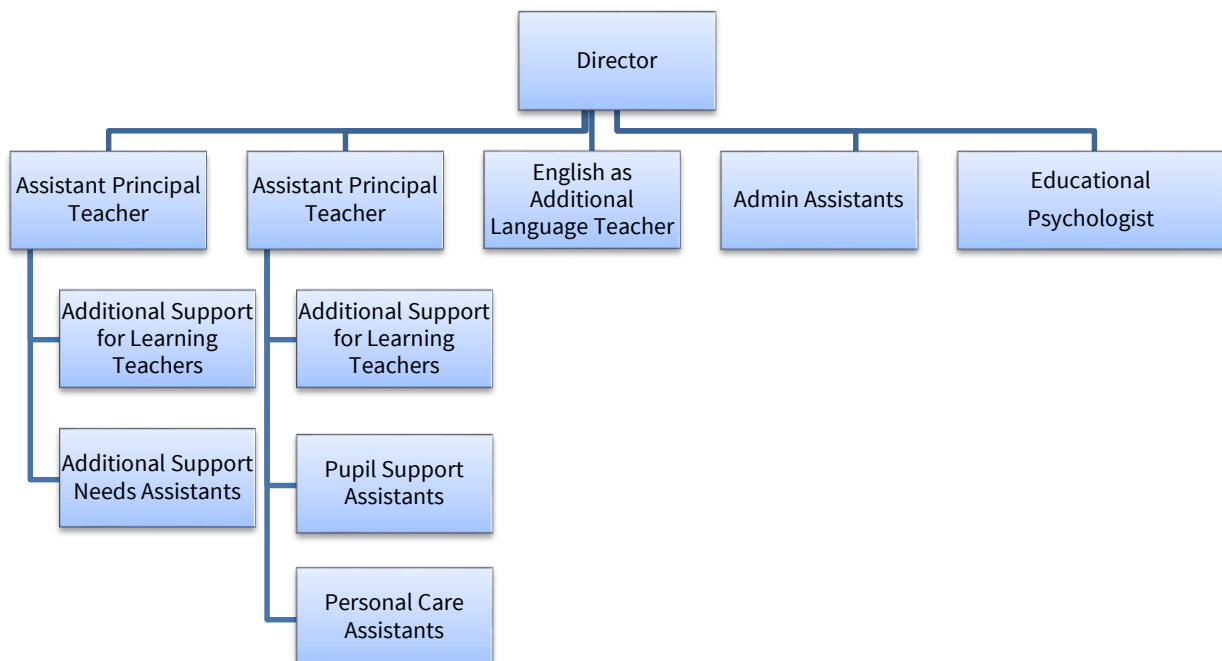 Director
Assistant Principal
Teacher
Assistant Principal
Teacher
English as
Additional
Language Teacher
Admin Assistants
Educational
Psychologist
Additional Support
for Learning
Teachers
Additional Support
for Learning
Teachers
Additional Support
Needs Assistants
Pupil Support
Assistants
Personal Care
Assistants